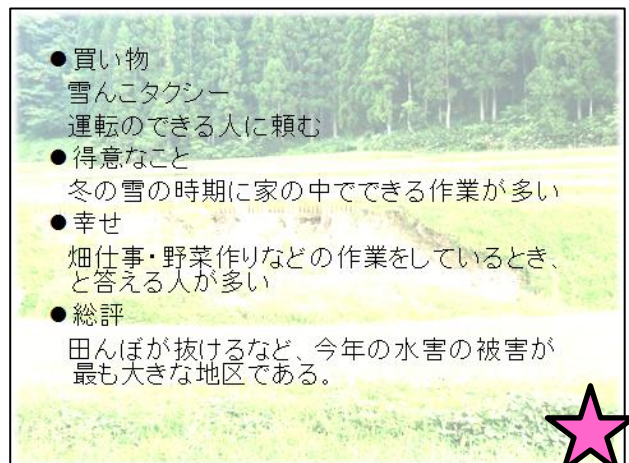 ●買い物
雪んこタクシー
運転のできる人に頼む
●得意なこと
冬の雪の時期に家の中でできる作業が多い
●幸せ
畑仕事・野菜作りなどの作業をしているとき、
と答える人が多い
●総評
田んぼが抜けるなど、今年の水害の被害が
最も大きな地区である。